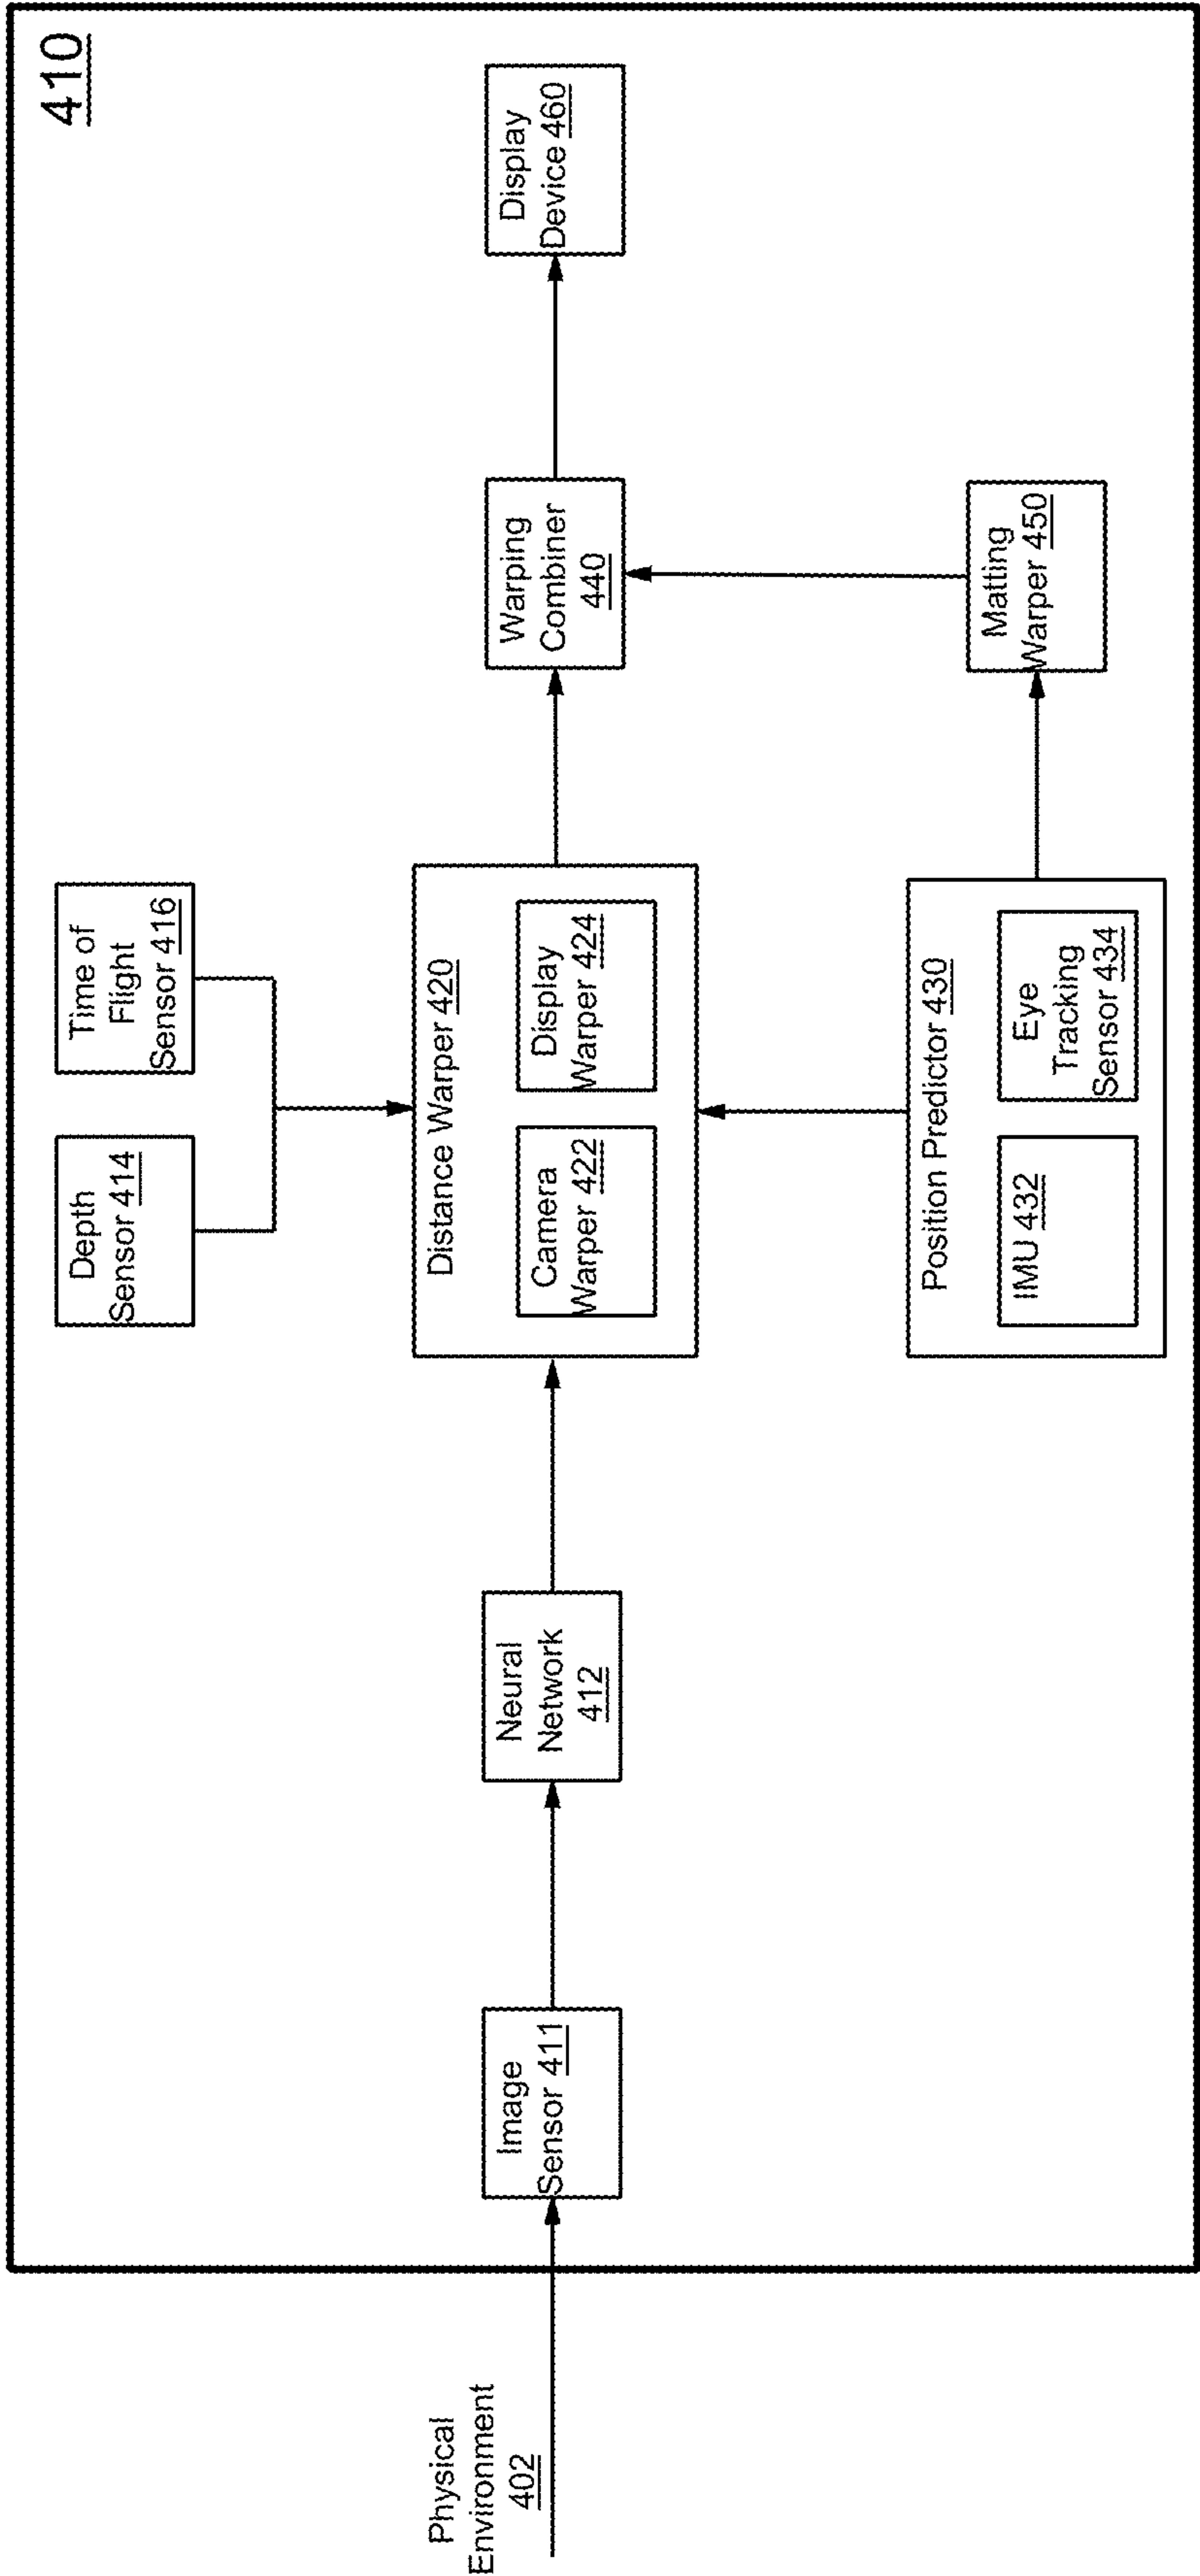 410
Depth
Sensor 414
Time of
Flight
Sensor 416
Physical
Environment
402
Image
Sensor 411
Neural
Network
412
Distance Warper 420
Camera
Warper 422
Display
Warper 424
Warping
Combiner
440
Display
Device 460
Position Predictor 430
IMU 432
Eye
Tracking
Sensor 434
Matting
Warper 450